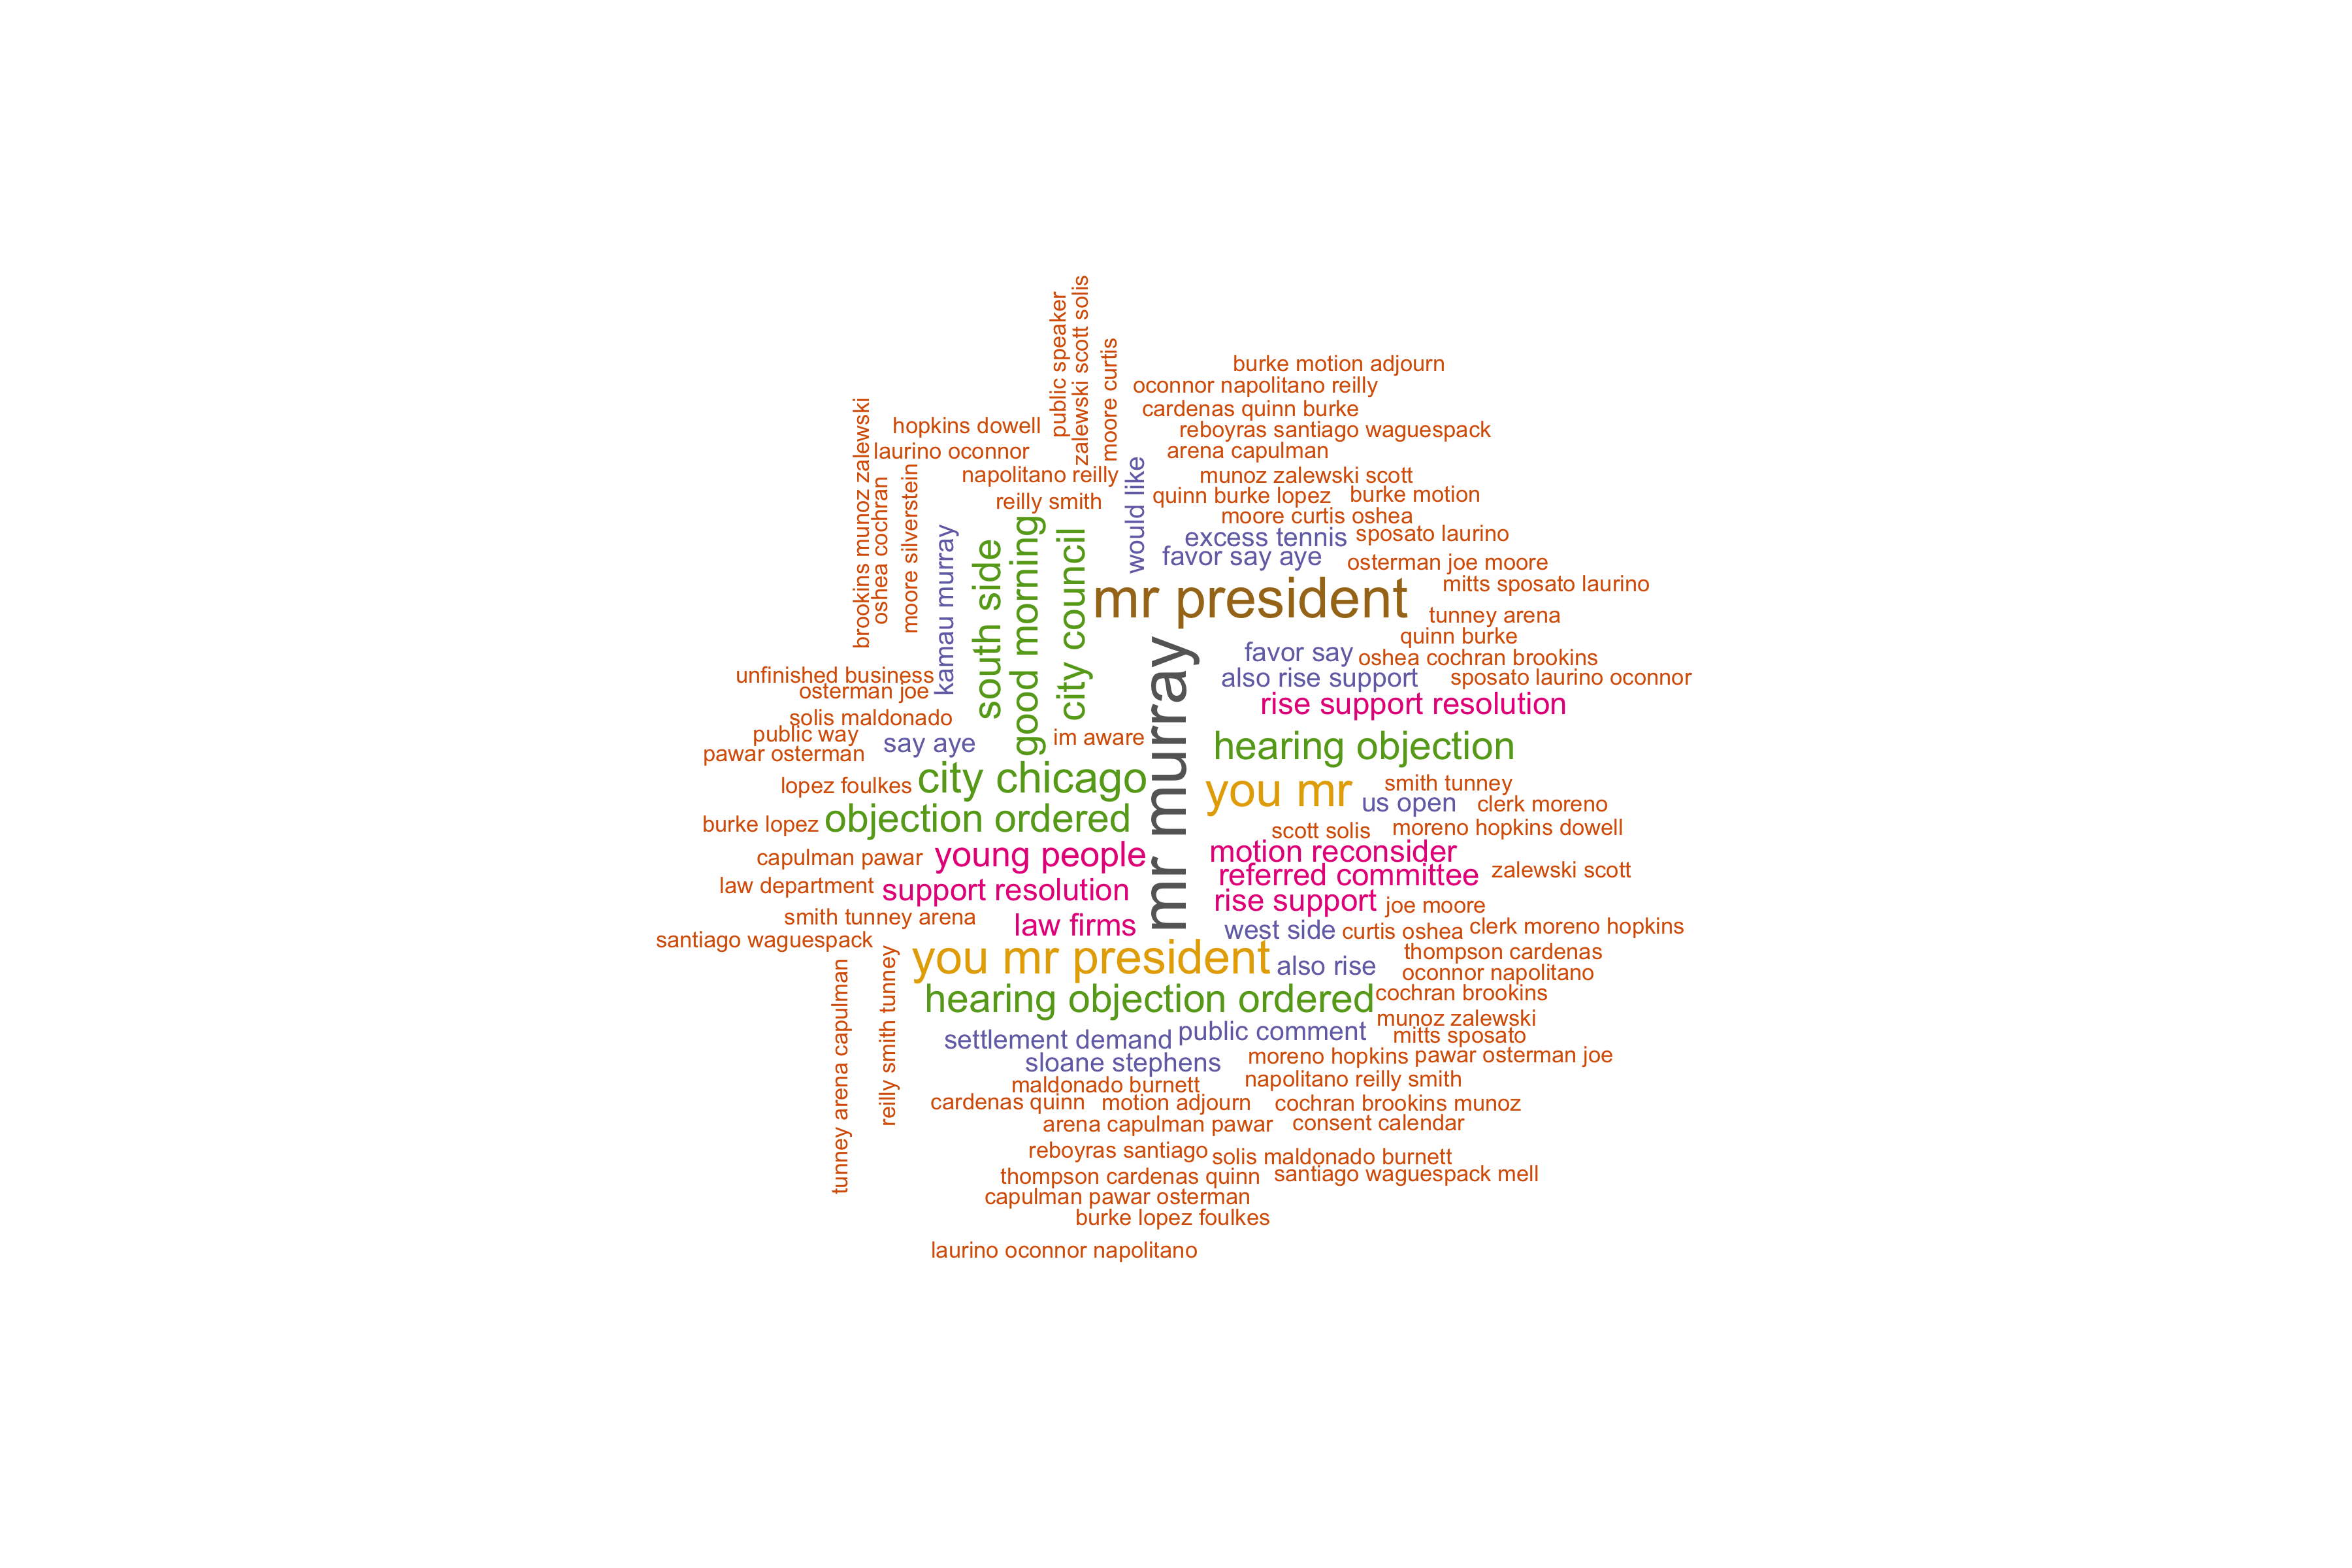 public speaker
zalewski scott solis
moore curtis
burke motion adjorn
oconnor napolitano reilly
cardenas quinn burke
hopkins dowell
reboyras santiago waguespack
laurino oconnor
arena capulman
brookins munoz zalewski
oshea cochran
moore silverstein
napolitano reilly
would like
munoz zalewski scott
reilly smith
quinn burke lopez
burke motion
moore curtis oshea
kamau murray
south side
good morning
city council
excess tennis
sposato laurino
favor say aye
osterman joe moore
mr president
mitts sposato laurino
tunney arena
quinn burke
mr murray
favor say
oshea cochran brookins
unfinished business
also rise support
sposato laurino oconnor
osterman joe
rise support resolution
solis maldonado
public way
say aye
im aware
hearing objection
pawar osterman
lopez foulkes
city chicago
you mr
smith tunney
us open
clerk moreno
burke lopez
objection ordered
scott solis
moreno hopkins dowell
capulman pawar
young people
motion reconsider
referred committee
zalewski scott
law department
support resolution
rise support
joe moore
smith tunney arena
law firms
west side
curtis oshea
clerk moreno hopkins
santiago waguespack
you mr president
also rise
thompson cardenas
oconnor napolitano
tunney arena capulman
reilly smith tunney
hearing objection ordered
cochran brookins
munoz zalewski
settlement demand
public comment
mitts sposato
sloane stephens
moreno hopkins
pawar osterman joe
maldonado burnett
napolitano reilly smith
cardenas quinn
motion adjourn
cochran brookins munoz
arena capulman pawar
consent calendar
reboyras santiago
solis maldonado burnett
thompson cardenas quinn
santiago waguespack mell
capulman pawar osterman
burke lopez foulkes
laurino oconnor napolitano